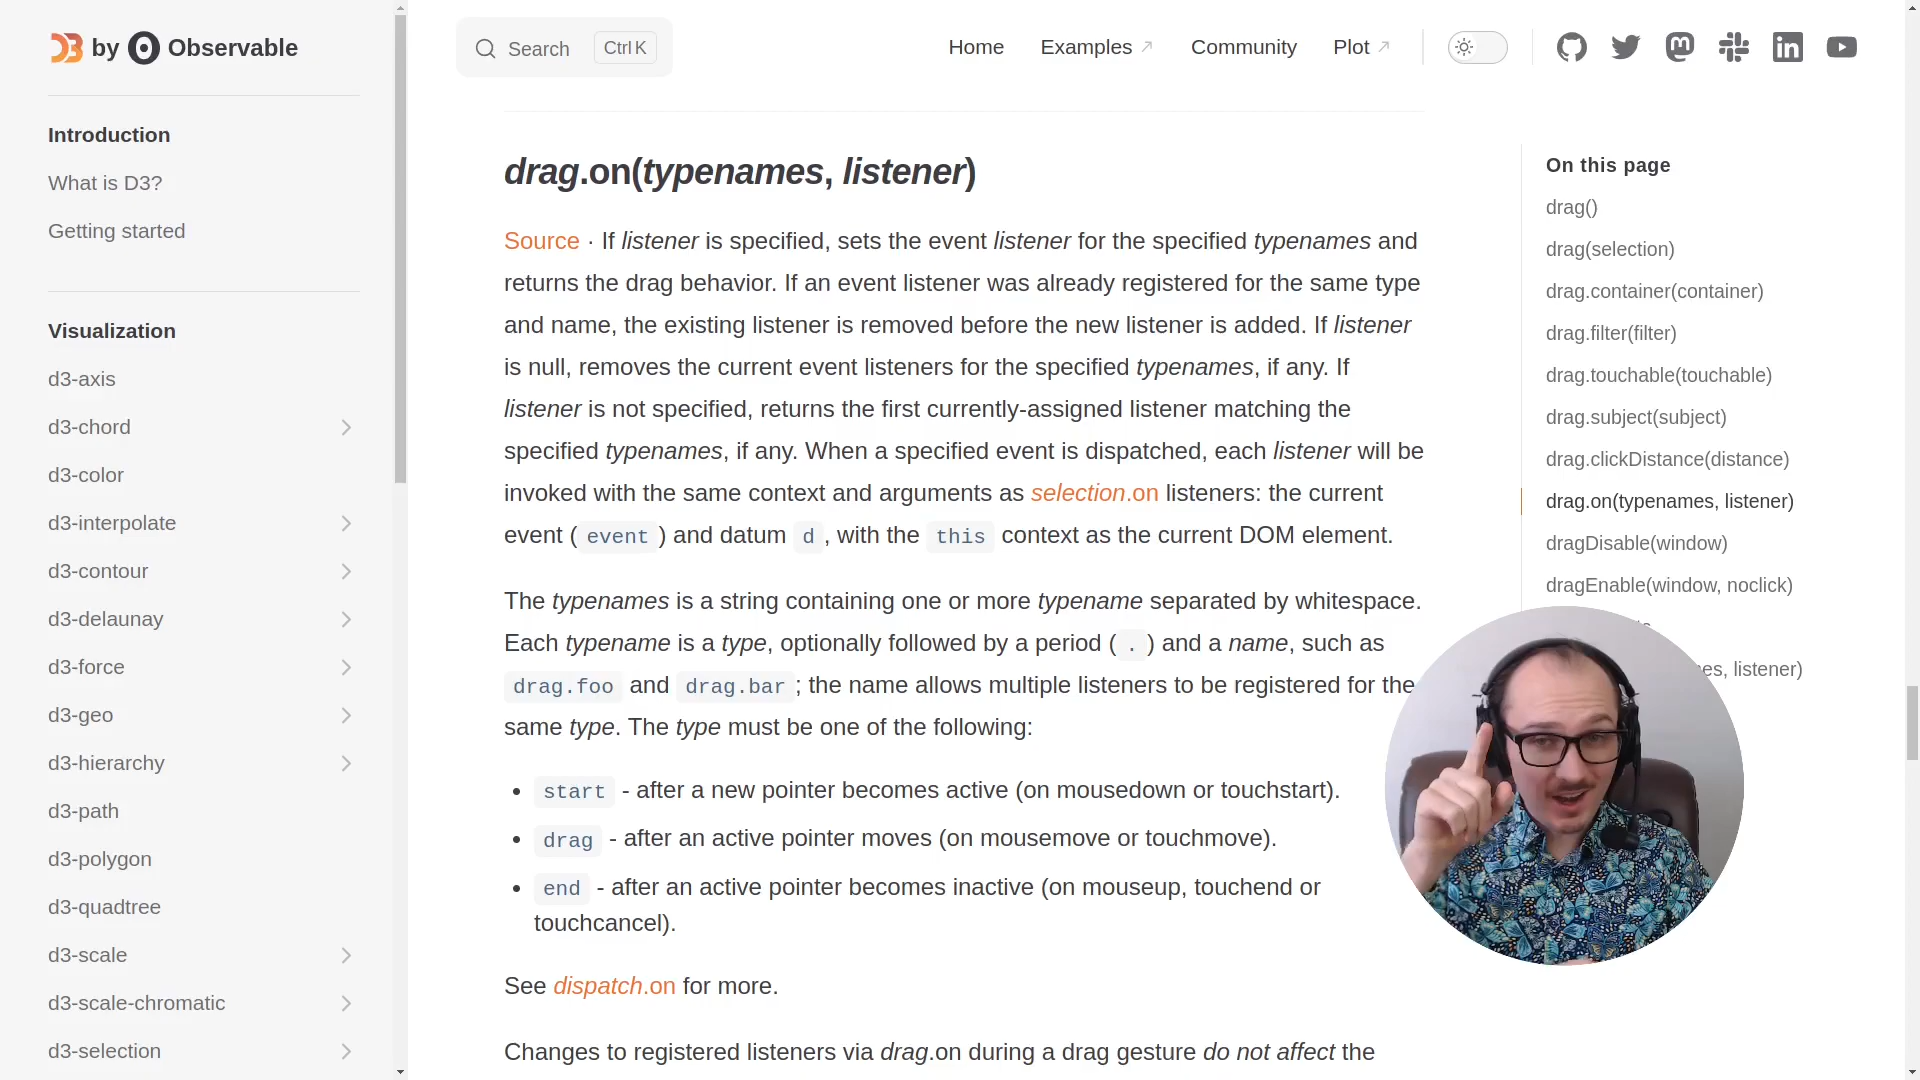 by Observable
Introduction
What is D3?
Getting started
Visualization
d3-axis
d3-chord
d3-color
d3-interpolate
d3-contour
d3-delaunay
d3-force
d3-geo
d3-hierarchy
d3-path
d3-polygon
d3-quadtree
d3-scale
d3-scale-chromatic
d3-selection
Search Ctrl K
Home Examples Community Plot
drag.on(typenames, listener)
Source · If listener is specified, sets the event listener for the specified typenames and
returns the drag behavior. If an event listener was already registered for the same type
and name, the existing listener is removed before the new listener is added. If listener
is null, removes the current event listeners for the specified typenames, if any. If
listener is not specified, returns the first currently-assigned listener matching the
specified typenames, if any. When a specified event is dispatched, each listener will be
invoked with the same context and arguments as selection.on listeners: the current
event ( event ) and datum d , with the this context as the current DOM element.
The typenames is a string containing one or more typename separated by whitespace.
Each typename is a type, optionally followed by a period ( . ) and a name, such as
drag.foo and drag.bar ; the name allows multiple listeners to be registered for the
same type. The type must be one of the following:
• start - after a new pointer becomes active (on mousedown or touchstart).
• drag - after an active pointer moves (on mousemove or touchmove).
• end - after an active pointer becomes inactive (on mouseup, touchend or
touchcancel).
See dispatch.on for more.
Changes to registered listeners via drag.on during a drag gesture do not affect the
On this page
drag()
drag(selection)
drag.container(container)
drag.filter(filter)
drag.touchable(touchable)
drag.subject(subject)
drag.clickDistance(distance)
drag.on(typenames, listener)
dragDisable(window)
dragEnable(window, noclick)
listener)